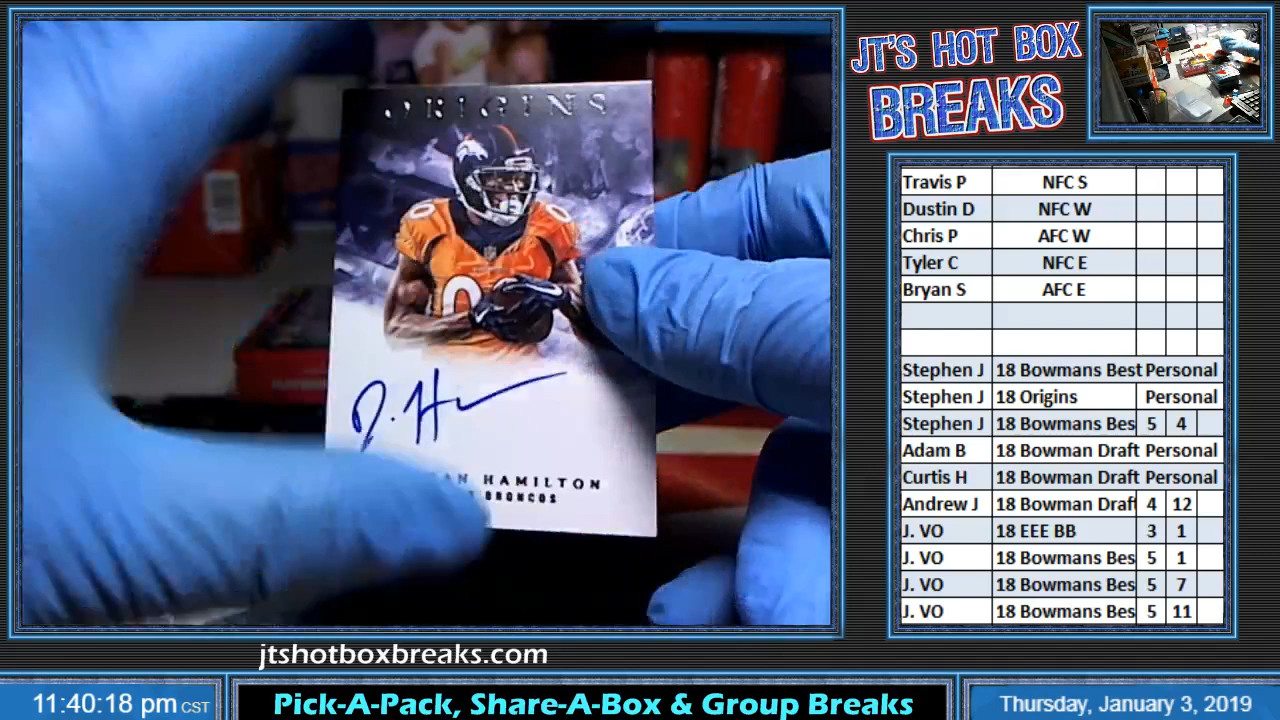 ORIGINS
D. H
AN HAMILTON
BRONCOS
JT'S HOT BOX
BREAKS
Travis P NFC S
Dustin D NFC W
Chris P AFC W
Tyler C NFC E
Bryan S AFC E
Stephen J 18 Bowmans Best Personal
Stephen J 18 Origins Personal
Stephen J 18 Bowmans Bes 5 4
Adam B 18 Bowman Draft Personal
Curtis H 18 Bowman Draft Personal
Andrew J 18 Bowman Draft 4 12
J. VO 18 EEE BB 3 1
J. VO 18 Bowmans Bes 5 1
J. VO 18 Bowmans Bes 5 7
J. VO 18 Bowmans Bes 5 11
jtshotboxbreaks.com
11:40:18 pm CST
Pick-A-Pack, Share-A-Box & Group Breaks
Thursday, January 3, 2019